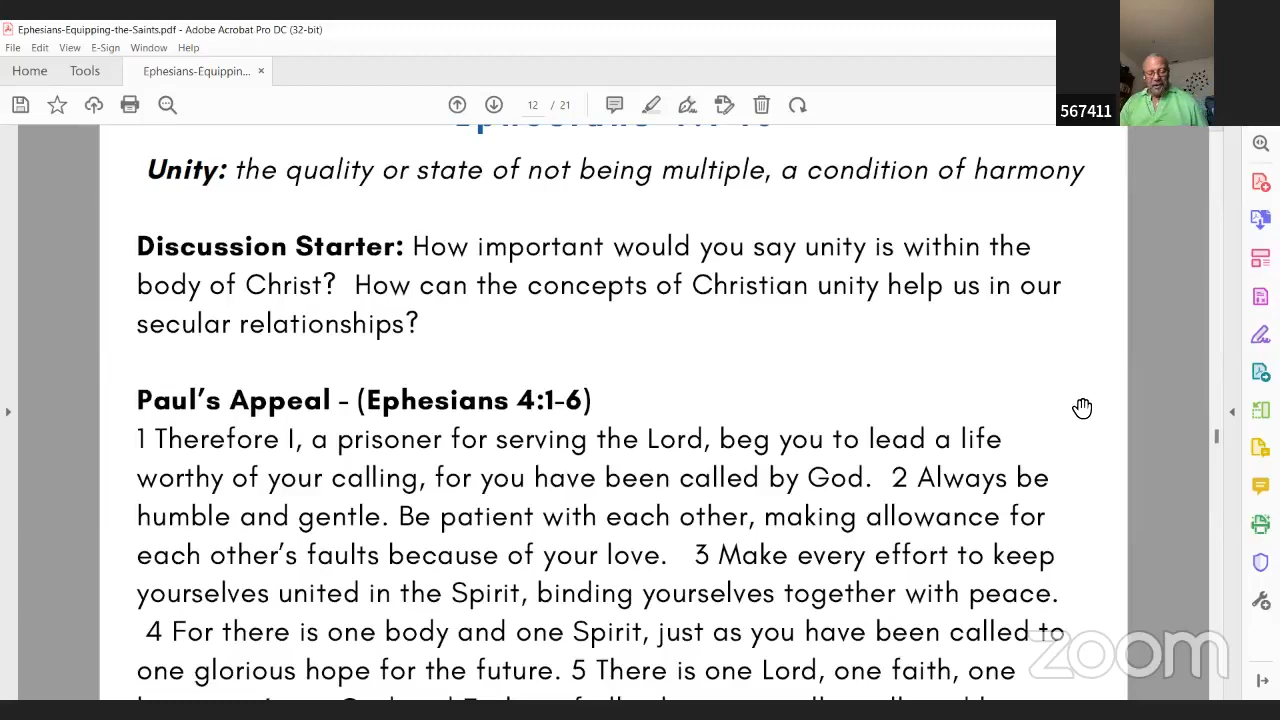 Ephesians-Equipping-the-Saints.pdf - Adobe Acrobat Pro DC (32-bit)
File Edit View E-Sign Window Help
Home Tools Ephesians-Equippin... ×
12 / 21
567411
Unity: the quality or state of not being multiple, a condition of harmony
Discussion Starter: How important would you say unity is within the
body of Christ? How can the concepts of Christian unity help us in our
secular relationships?
Paul's Appeal - (Ephesians 4:1-6)
1 Therefore I, a prisoner for serving the Lord, beg you to lead a life
worthy of your calling, for you have been called by God. 2 Always be
humble and gentle. Be patient with each other, making allowance for
each other's faults because of your love. 3 Make every effort to keep
yourselves united in the Spirit, binding yourselves together with peace.
4 For there is one body and one Spirit, just as you have been called to
one glorious hope for the future. 5 There is one Lord, one faith, one
zoom